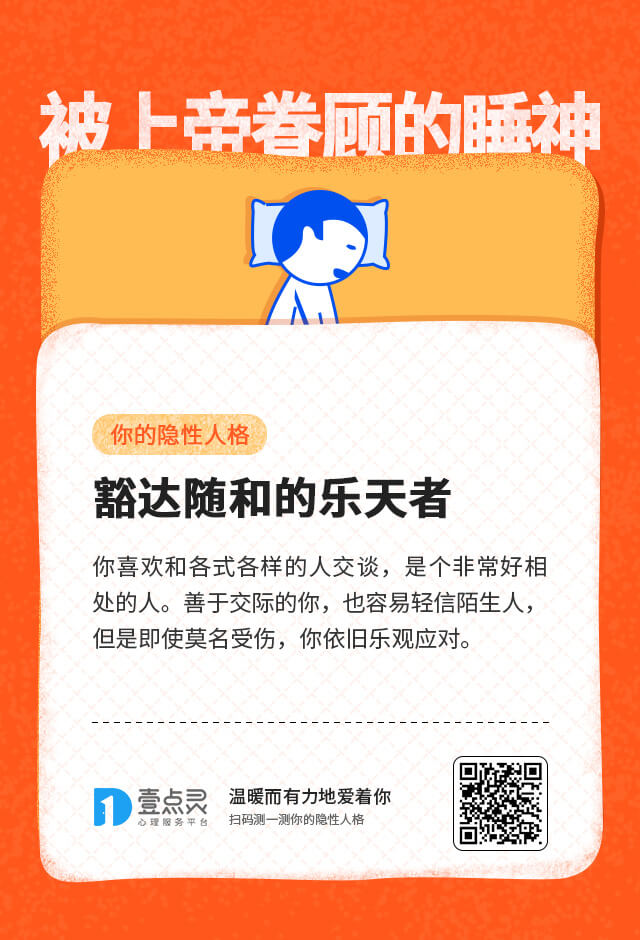 被上帝眷顾的睡神
你的隐性人格
豁达随和的乐天者
你喜欢和各式各样的人交谈，是个非常好相
处的人。善于交际的你，也容易轻信陌生人，
但是即使莫名受伤，你依旧乐观应对。
壹点灵
心理服务平台
温暖而有力地爱着你
扫码测一测你的隐性人格